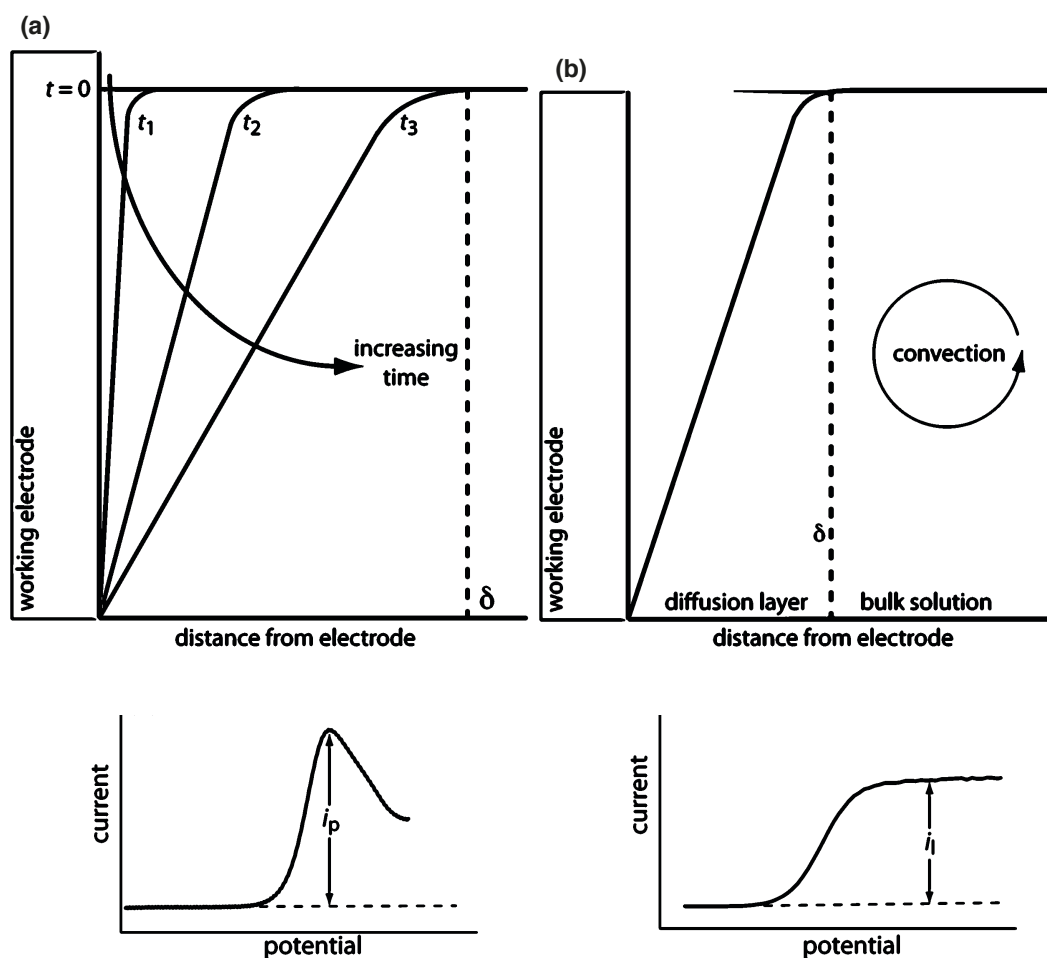 (a)
t = 0
t1
t2
t3
increasing
time
working electrode
δ
distance from electrode
(b)
convection
working electrode
δ
diffusion layer
bulk solution
distance from electrode
current
ip
potential
current
il
potential